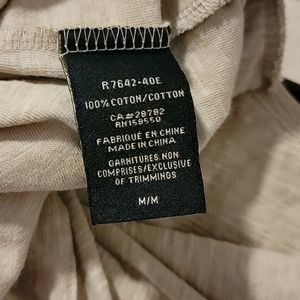 R7642-40E
100% COTON/COTTON
CA#28782
RN158550
FABRIQUÉ EN CHINE
MADE IN CHINA
GARNITURES NON
COMPRISES/EXCLUSIVE
OF TRIMMINGS
M/M